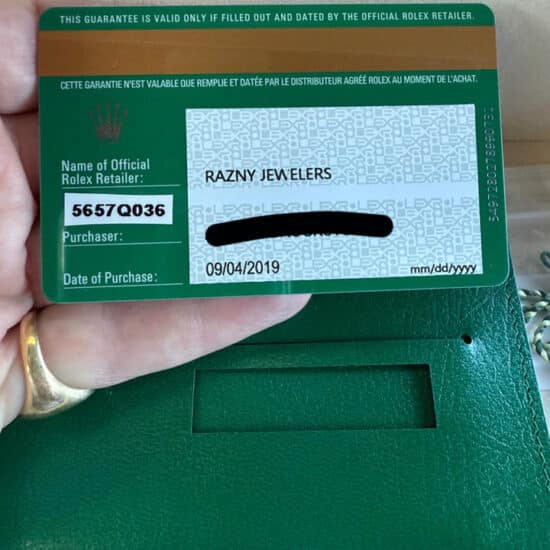 THIS GUARANTEE IS VALID ONLY IF FILLED OUT AND DATED BY THE OFFICIAL ROLEX RETAILER.
CETTE GARANTIE N'EST VALABLE QUE REMPLIE ET DATÉE PAR LE DISTRIBUTEUR AGRÉÉ ROLEX AU MOMENT DE L'ACHAT.
Name of Official
Rolex Retailer:
RAZNY JEWELERS
5657Q036
Purchaser:
Date of Purchase:
09/04/2019
mm/dd/yyyy